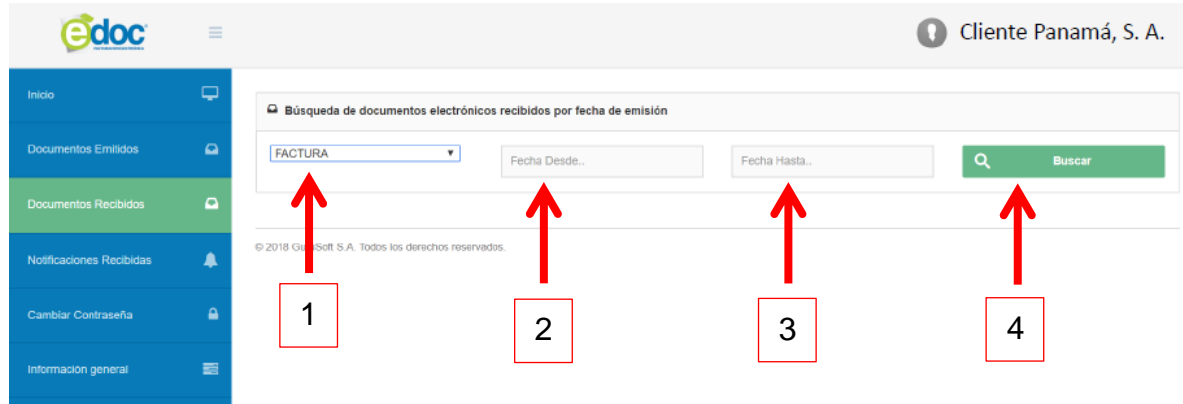 edoc
Cliente Panamá, S. A.
Inicio
Documentos Emitidos
Documentos Recibidos
Notificaciones Recibidas
Cambiar Contraseña
Información general
Búsqueda de documentos electrónicos recibidos por fecha de emisión
FACTURA
Fecha Desde..
Fecha Hasta..
Buscar
© 2018 S.A. Todos los derechos reservados.
1
2
3
4